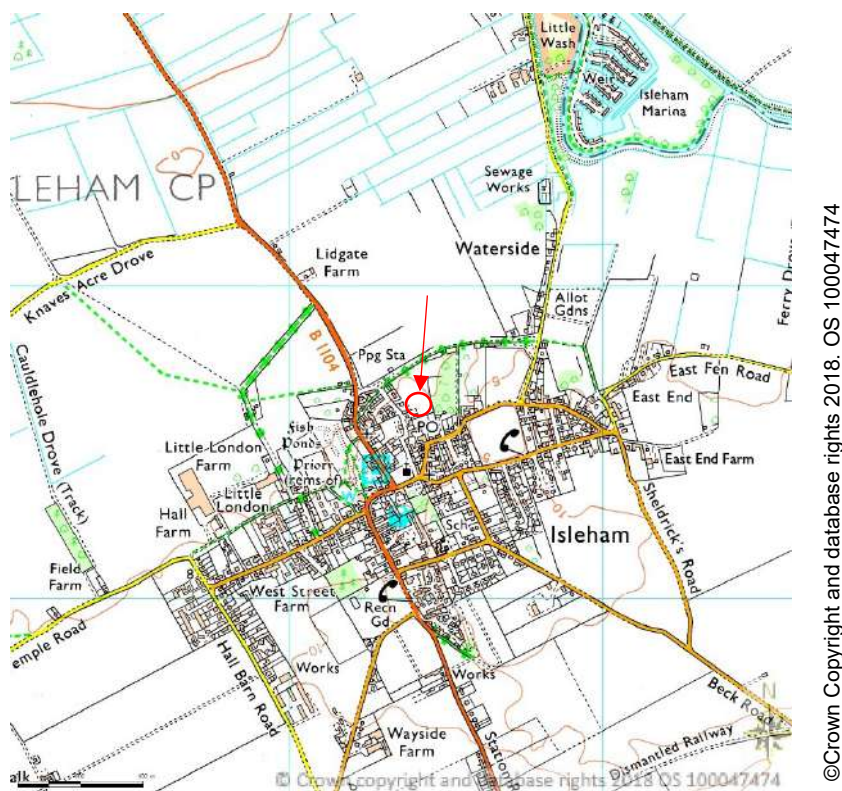 Little
Wash
Weir
Isleham
Marina
LEHAM CP
Sewage
Works
Lidgate
Farm
Waterside
Knaves Acre Drove
B 1104
Allot
Gdns
Ferry
Ppg Sta
East Fen Road
Cauldlehole Drove (Track)
East End
Fish
Ponds
PO
Little London
Farm
Priory
(rems of)
East End Farm
Little
London
Hall
Farm
Sch
Isleham
Sheldrick's Road
Field
Farm
West Street
Farm
Recn
Gd
emple Road
Hall Barn Road
Works
Works
Beck Road
N
Wayside
Farm
Station
Dismantled Railway
alk
© Crown copyright and database rights 2018 OS 100047474
©Crown Copyright and database rights 2018. OS 100047474